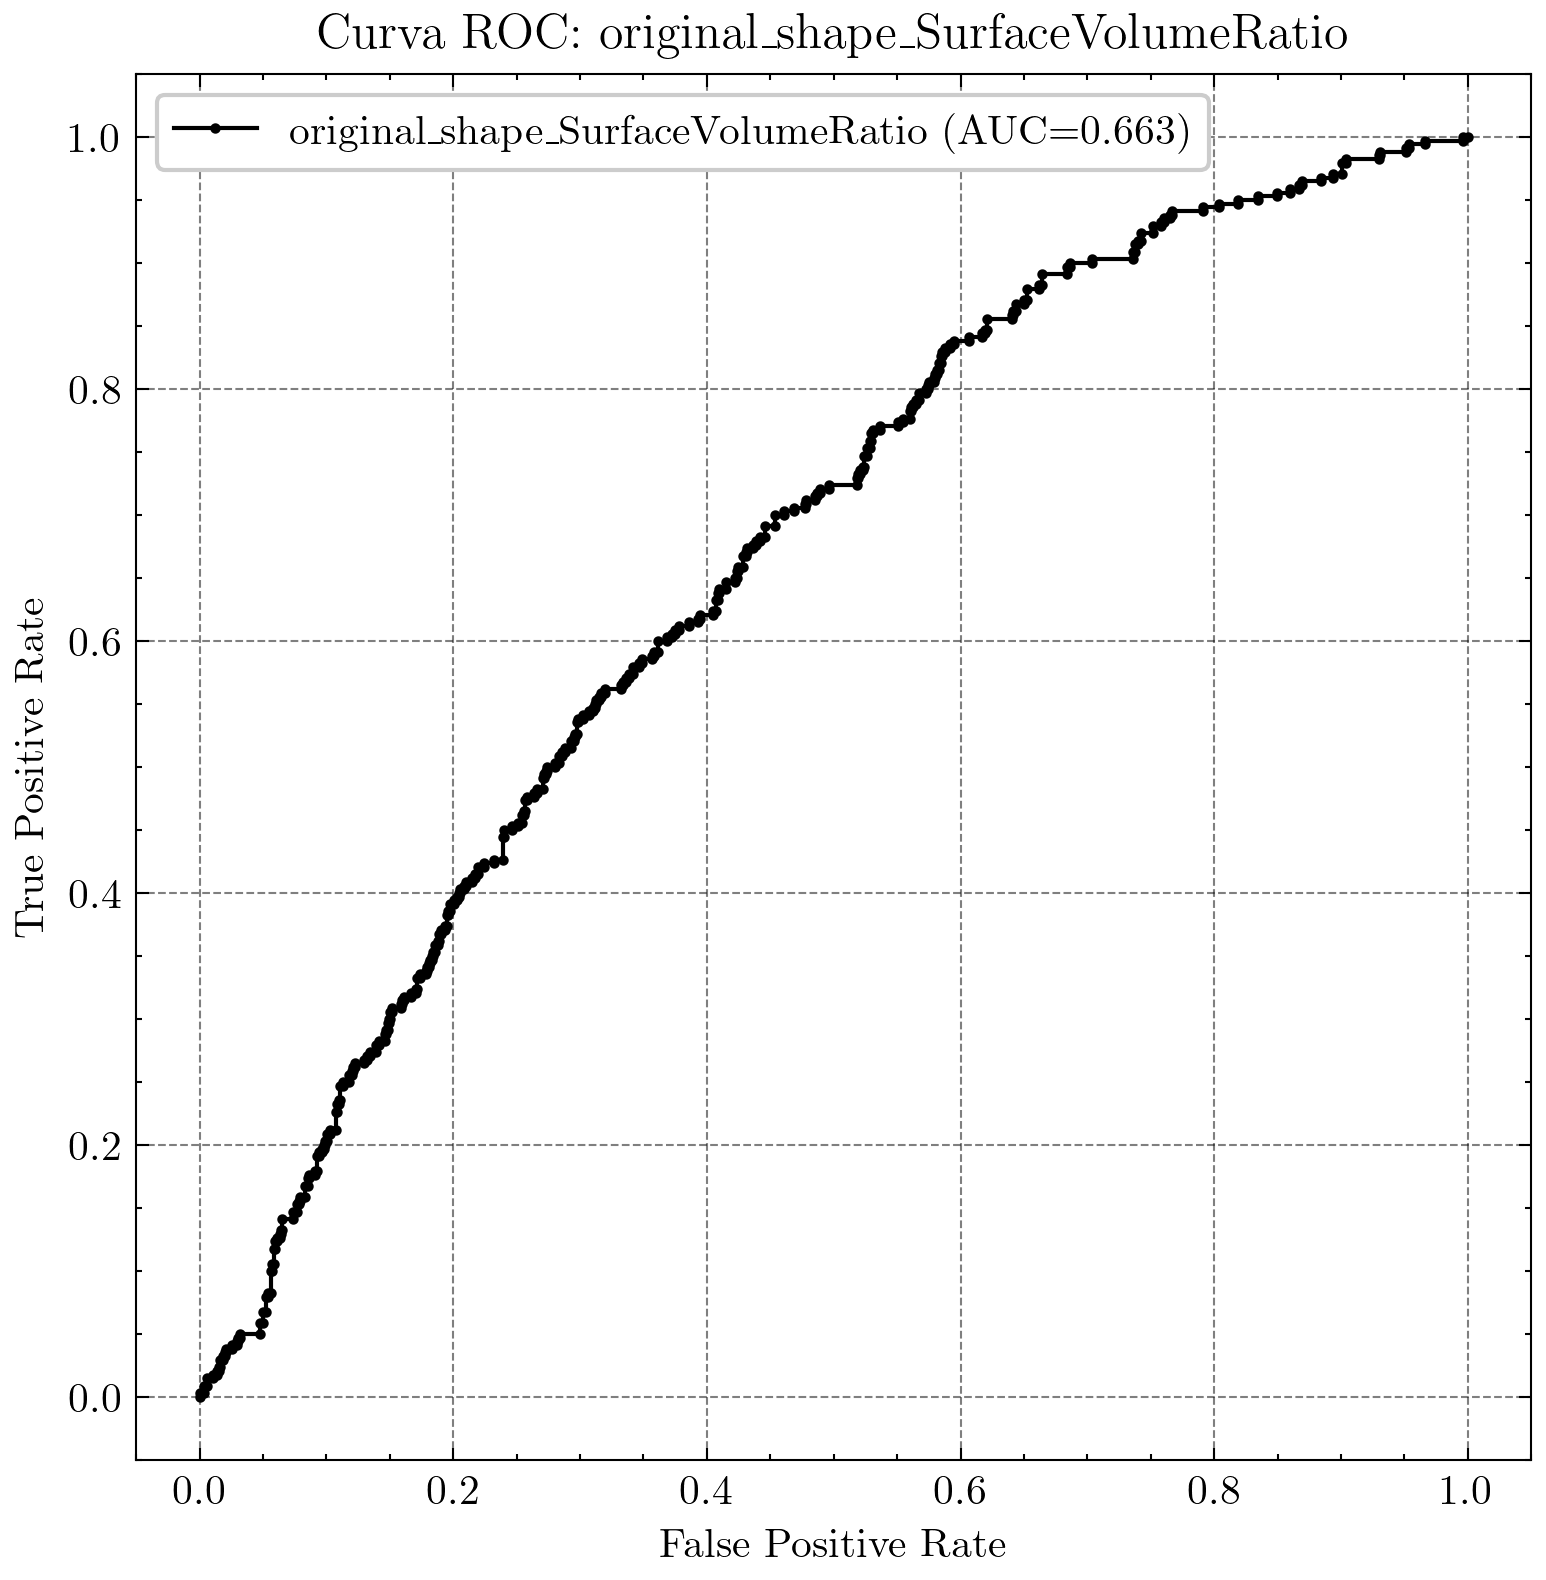 Curva ROC: original_shape_SurfaceVolumeRatio
original_shape_SurfaceVolumeRatio (AUC=0.663)
1.0
0.8
0.6
0.4
0.2
0.0
True Positive Rate
0.0 0.2 0.4 0.6 0.8 1.0
False Positive Rate